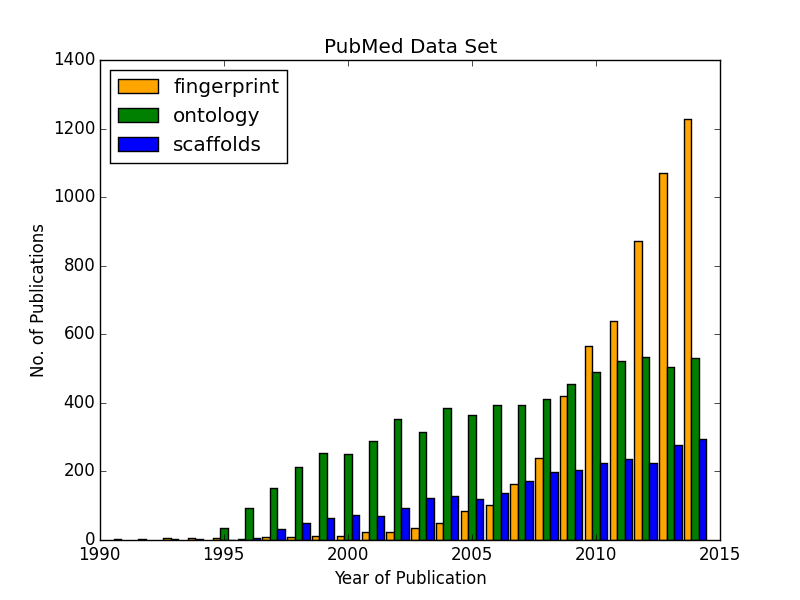 PubMed Data Set
1400
1200
1000
800
600
400
200
0
No. of Publications
fingerprint
ontology
scaffolds
1990 1995 2000 2005 2010 2015
Year of Publication